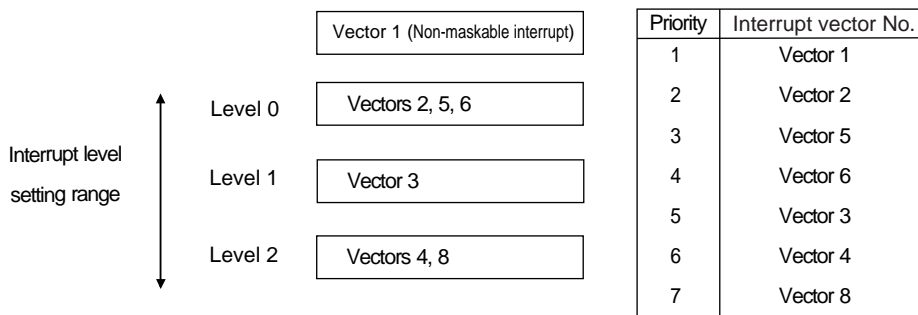 Vector 1 (Non-maskable interrupt)
Level 0
Vectors 2, 5, 6
Interrupt level
setting range
Level 1
Vector 3
Level 2
Vectors 4, 8
Priority Interrupt vector No.
1 Vector 1
2 Vector 2
3 Vector 5
4 Vector 6
5 Vector 3
6 Vector 4
7 Vector 8